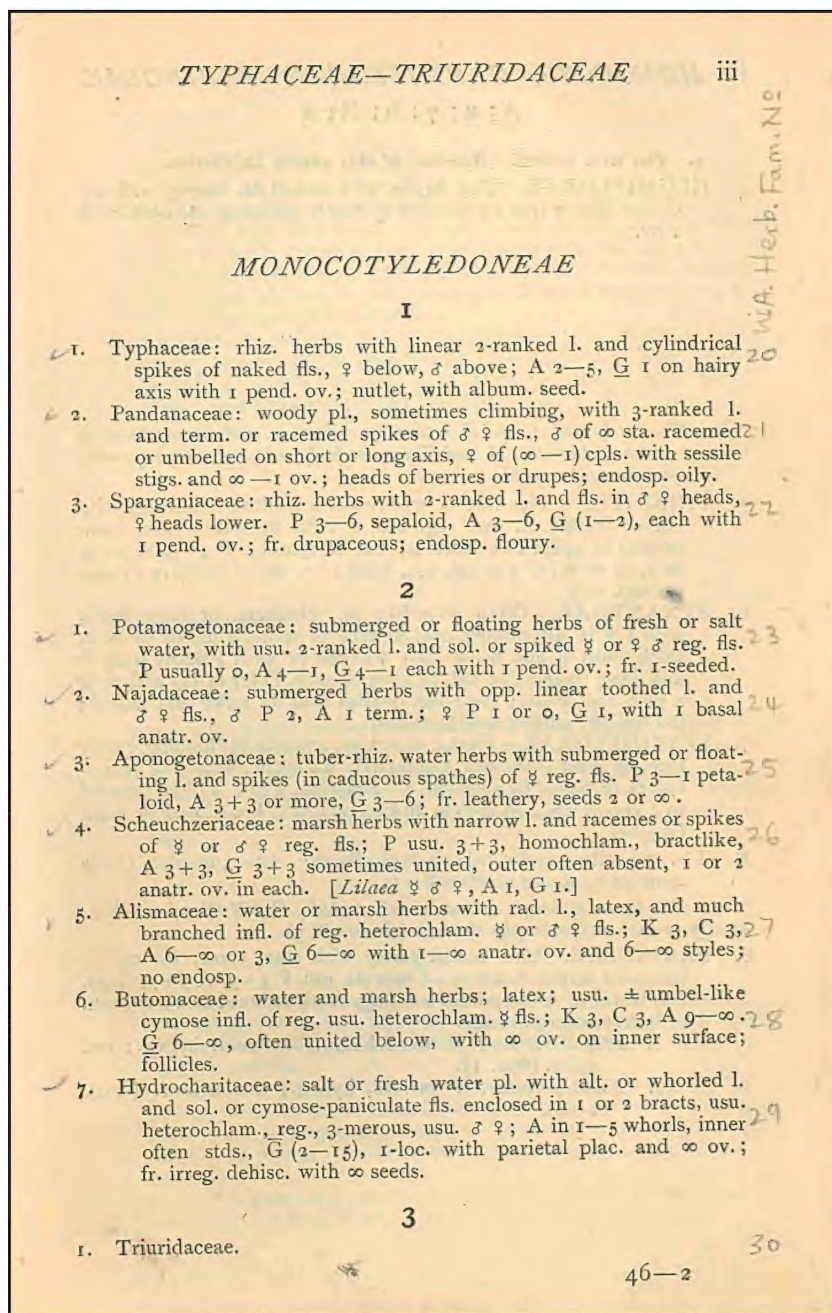 TYPHACEAE—TRIURIDACEAE iii
W.A. Herb. Fam. No
MONOCOTYLEDONEAE
I
1. Typhaceae: rhiz. herbs with linear 2-ranked l. and cylindrical 20
spikes of naked fls., ♀ below, ♂ above; A 2—5, G 1 on hairy
axis with 1 pend. ov.; nutlet, with album. seed.
2. Pandanaceae: woody pl., sometimes climbing, with 3-ranked l.
and term. or racemed spikes of ♂ ♀ fls., ♂ of ∞ sta. racemed 21
or umbelled on short or long axis, ♀ of (∞—1) cpls. with sessile
stigs. and ∞—1 ov.; heads of berries or drupes; endosp. oily.
3. Sparganiaceae: rhiz. herbs with 2-ranked l. and fls. in ♂ ♀ heads, 22
♀ heads lower. P 3—6, sepaloid, A 3—6, G (1—2), each with
1 pend. ov.; fr. drupaceous; endosp. floury.
2
1. Potamogetonaceae: submerged or floating herbs of fresh or salt 23
water, with usu. 2-ranked l. and sol. or spiked ☿ or ♀ ♂ reg. fls.
P usually 0, A 4—1, G 4—1 each with 1 pend. ov.; fr. 1-seeded.
2. Najadaceae: submerged herbs with opp. linear toothed l. and
♂ ♀ fls., ♂ P 2, A 1 term.; ♀ P 1 or 0, G 1, with 1 basal 24
anatr. ov.
3. Aponogetonaceae: tuber-rhiz. water herbs with submerged or float- 25
ing l. and spikes (in caducous spathes) of ☿ reg. fls. P 3—1 peta-
loid, A 3+3 or more, G 3—6; fr. leathery, seeds 2 or ∞.
4. Scheuchzeriaceae: marsh herbs with narrow l. and racemes or spikes
of ☿ or ♂ ♀ reg. fls.; P usu. 3+3, homochlam., bractlike, 26
A 3+3, G 3+3 sometimes united, outer often absent, 1 or 2
anatr. ov. in each. [Lilaea ☿ ♂ ♀, A 1, G 1.]
5. Alismaceae: water or marsh herbs with rad. l., latex, and much
branched infl. of reg. heterochlam. ☿ or ♂ ♀ fls.; K 3, C 3, 27
A 6—∞ or 3, G 6—∞ with 1—∞ anatr. ov. and 6—∞ styles;
no endosp.
6. Butomaceae: water and marsh herbs; latex; usu. ± umbel-like
cymose infl. of reg. usu. heterochlam. ☿ fls.; K 3, C 3, A 9—∞. 28
G 6—∞, often united below, with ∞ ov. on inner surface;
follicles.
7. Hydrocharitaceae: salt or fresh water pl. with alt. or whorled l.
and sol. or cymose-paniculate fls. enclosed in 1 or 2 bracts, usu. 29
heterochlam., reg., 3-merous, usu. ♂ ♀; A in 1—5 whorls, inner
often stds., G (2—15), 1-loc. with parietal plac. and ∞ ov.;
fr. irreg. dehisc. with ∞ seeds.
3
1. Triuridaceae. 30
46—2